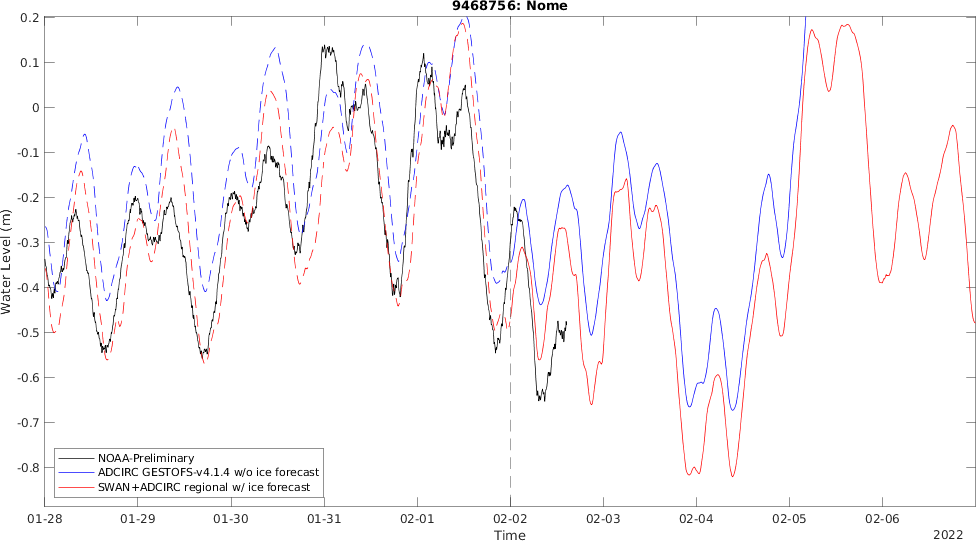 9468756: Nome
0.2
0.1
0
-0.1
-0.2
-0.3
-0.4
-0.5
-0.6
-0.7
-0.8
Water Level (m)
NOAA-Preliminary
ADCIRC GESTOFS-v4.1.4 w/o ice forecast
SWAN+ADCIRC regional w/ ice forecast
01-28 01-29 01-30 01-31 02-01 02-02 02-03 02-04 02-05 02-06
Time
2022